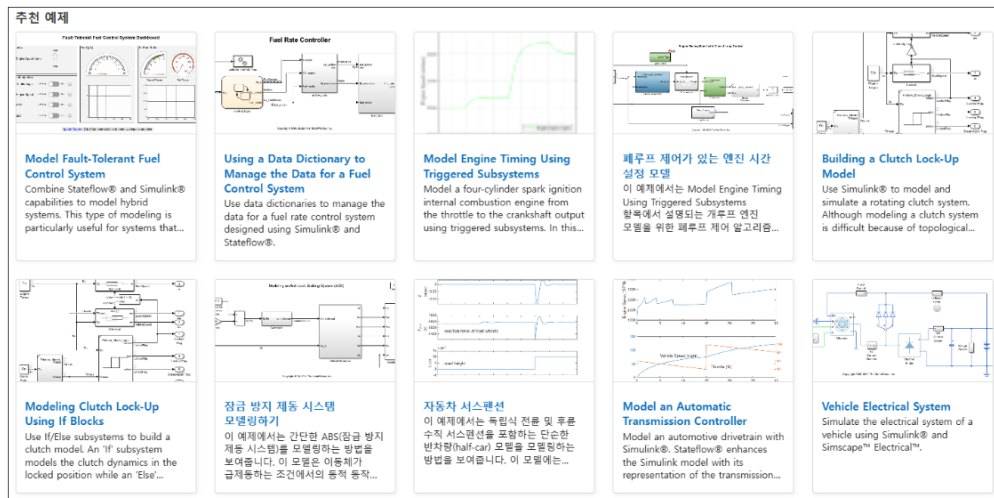 추천 예제
Fault-Tolerant Fuel Control System Dashboard
Fuel Rate Controller
Model Fault-Tolerant Fuel
Control System
Combine Stateflow® and Simulink®
capabilities to model hybrid
systems. This type of modeling is
particularly useful for systems that...
Using a Data Dictionary to
Manage the Data for a Fuel
Control System
Use data dictionaries to manage the
data for a fuel rate control system
designed using Simulink® and
Stateflow®.
Model Engine Timing Using
Triggered Subsystems
Model a four-cylinder spark ignition
internal combustion engine from
the throttle to the crankshaft output
using triggered subsystems. In this...
폐루프 제어가 있는 엔진 시간
설정 모델
이 예제에서는 Model Engine Timing
Using Triggered Subsystems
항목에서 설명되는 개루프 엔진
모델을 위한 폐루프 제어 알고리즘...
Building a Clutch Lock-Up
Model
Use Simulink® to model and
simulate a rotating clutch system.
Although modeling a clutch system
is difficult because of topological...
Modeling Clutch Lock-Up
Using If Blocks
Use If/Else subsystems to build a
clutch model. An 'If' subsystem
models the clutch dynamics in the
locked position while an 'Else'...
잠금 방지 제동 시스템
모델링하기
이 예제에서는 간단한 ABS(잠금 방지
제동 시스템)를 모델링하는 방법을
보여줍니다. 이 모델은 이동체가
급제동하는 조건에서의 동적 동작...
자동차 서스펜션
이 예제에서는 독립식 전륜 및 후륜
수직 서스펜션을 포함하는 단순한
반차량(half-car) 모델을 모델링하는
방법을 보여줍니다. 이 모델에는...
Vehicle Speed (mph)
Throttle (%)
Model an Automatic
Transmission Controller
Model an automotive drivetrain with
Simulink®. Stateflow® enhances
the Simulink model with its
representation of the transmission...
Vehicle Electrical System
Simulate the electrical system of a
vehicle using Simulink® and
Simscape™ Electrical™.